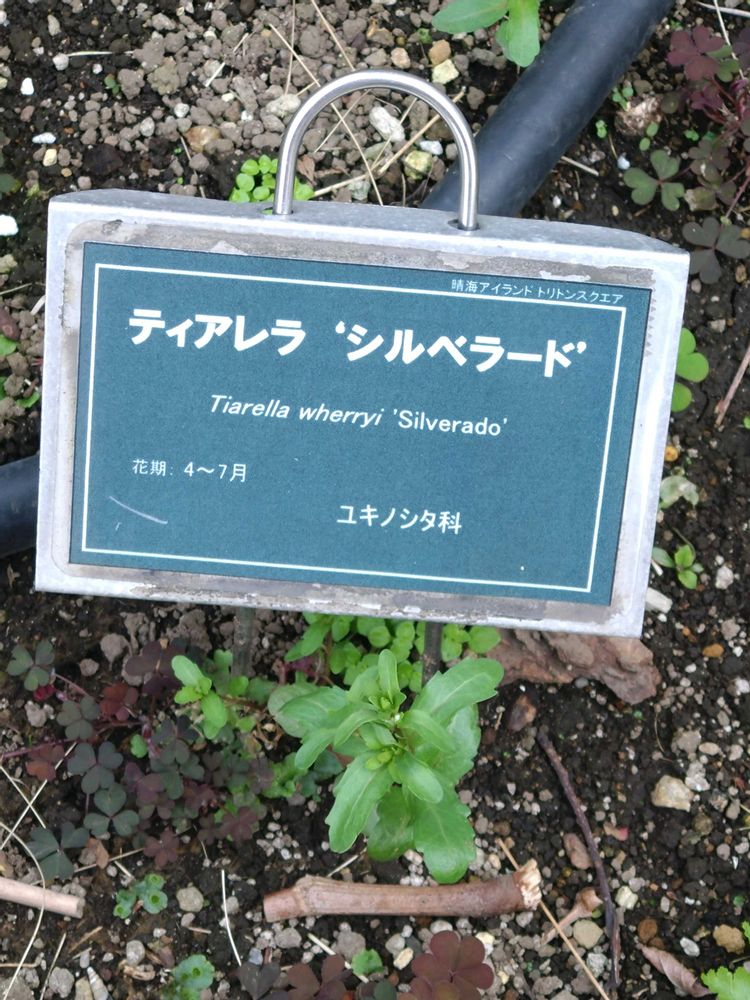 晴海アイランド トリトンスクエア
ティアレラ ‘シルベラード’
Tiarella wherryi 'Silverado'
花期: 4～7月
ユキノシタ科